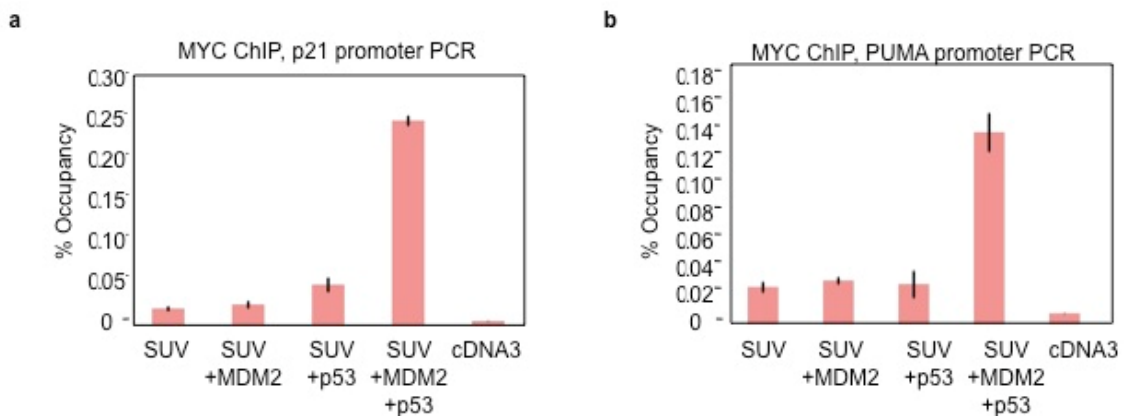 a
MYC ChIP, p21 promoter PCR
% Occupancy
0.30
0.25
0.20
0.15
0.10
0.05
0
SUV
SUV
+MDM2
SUV
+p53
SUV
+MDM2
+p53
cDNA3
b
MYC ChIP, PUMA promoter PCR
% Occupancy
0.18
0.16
0.14
0.12
0.10
0.08
0.06
0.04
0.02
0
SUV
SUV
+MDM2
SUV
+p53
SUV
+MDM2
+p53
cDNA3